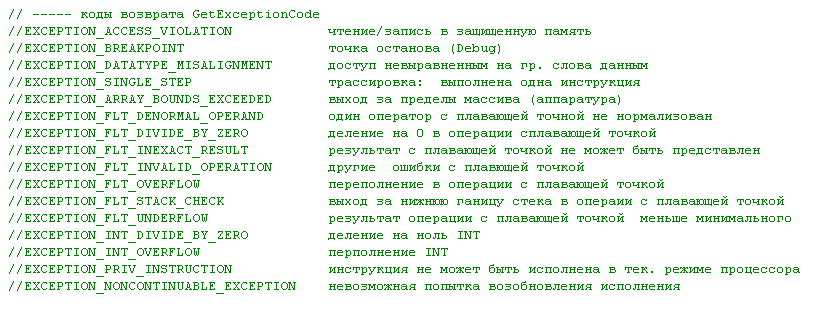 // ----- коды возврата GetExceptionCode
//EXCEPTION_ACCESS_VIOLATION чтение/запись в защищенную память
//EXCEPTION_BREAKPOINT точка останова (Debug)
//EXCEPTION_DATATYPE_MISALIGNMENT доступ невыравненным на гр. слова данным
//EXCEPTION_SINGLE_STEP трассировка: выполнена одна инструкция
//EXCEPTION_ARRAY_BOUNDS_EXCEEDED выход за пределы массива (аппаратура)
//EXCEPTION_FLT_DENORMAL_OPERAND один оператор с плавающей точной не нормализован
//EXCEPTION_FLT_DIVIDE_BY_ZERO деление на 0 в операции сплавающей точкой
//EXCEPTION_FLT_INEXACT_RESULT результат с плавающей точкой не может быть представлен
//EXCEPTION_FLT_INVALID_OPERATION другие ошибки с плавющей точкой
//EXCEPTION_FLT_OVERFLOW переполнение в операции с плавающей точкой
//EXCEPTION_FLT_STACK_CHECK выход за нижнюю ганицу стека в операии с плавающей точкой
//EXCEPTION_FLT_UNDERFLOW результат операции с плавающей точкой меньше минимального
//EXCEPTION_INT_DIVIDE_BY_ZERO деление на ноль INT
//EXCEPTION_INT_OVERFLOW перполнение INT
//EXCEPTION_PRIV_INSTRUCTION инструкция не может быть исполнена в тек. режиме процессора
//EXCEPTION_NONCONTINUABLE_EXCEPTION невозможная попытка возобновления исполнения